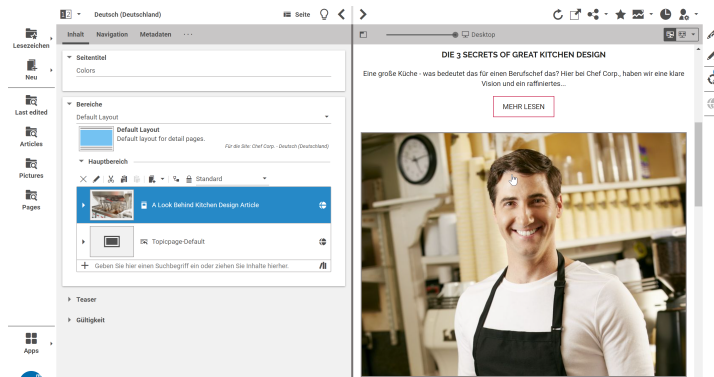 Deutsch (Deutschland)
Seite
Lesezeichen
Neu
Last edited
Articles
Pictures
Pages
Apps
Inhalt Navigation Metadaten ...
Seitentitel
Colors
Bereiche
Default Layout
Default Layout
Default layout for detail pages.
Für die Site: Chef Corp. - Deutsch (Deutschland)
Hauptbereich
Standard
A Look Behind Kitchen Design Article
Topicpage-Default
Geben Sie hier einen Suchbegriff ein oder ziehen Sie Inhalte hierher.
Teaser
Gültigkeit
Desktop
DIE 3 SECRETS OF GREAT KITCHEN DESIGN
Eine große Küche - was bedeutet das für einen Berufschef das? Hier bei Chef Corp., haben wir eine klare
Vision und ein raffiniertes...
MEHR LESEN